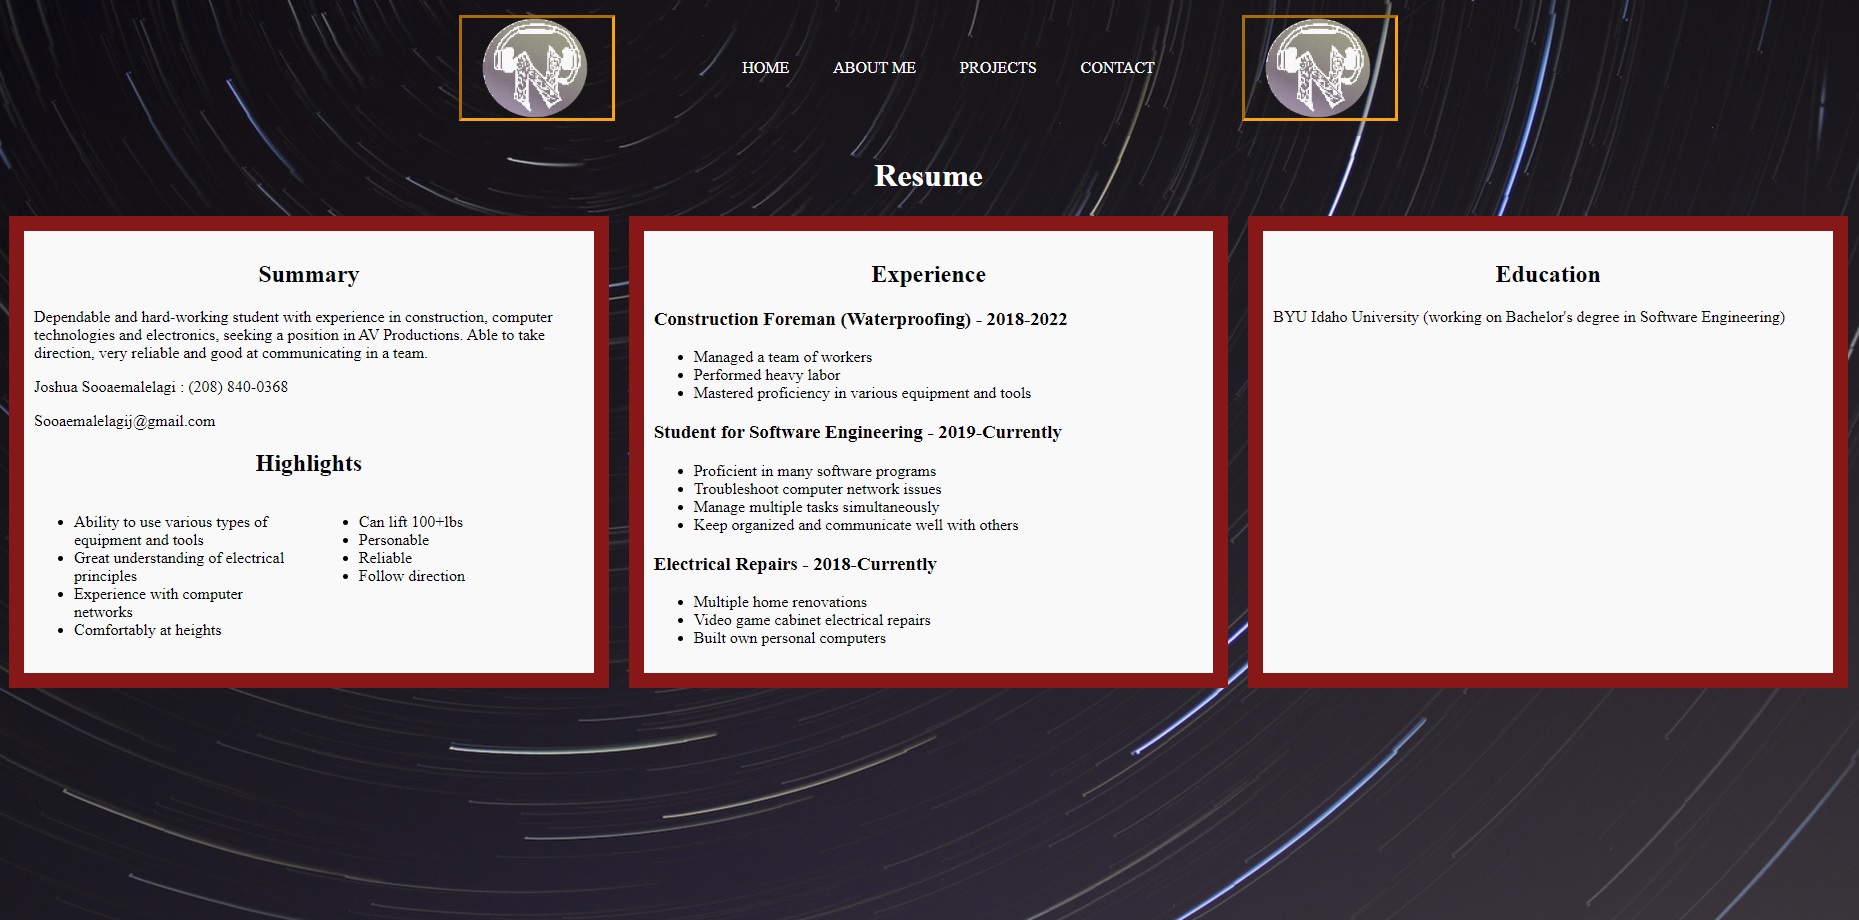 N
HOME ABOUT ME PROJECTS CONTACT
N
Resume
Summary
Dependable and hard-working student with experience in construction, computer
technologies and electronics, seeking a position in AV Productions. Able to take
direction, very reliable and good at communicating in a team.
Joshua Sooaemalelagi : (208) 840-0368
Sooaemalelagij@gmail.com
Highlights
• Ability to use various types of
equipment and tools
• Great understanding of electrical
principles
• Experience with computer
networks
• Comfortably at heights
• Can lift 100+lbs
• Personable
• Reliable
• Follow direction
Experience
Construction Foreman (Waterproofing) - 2018-2022
• Managed a team of workers
• Performed heavy labor
• Mastered proficiency in various equipment and tools
Student for Software Engineering - 2019-Currently
• Proficient in many software programs
• Troubleshoot computer network issues
• Manage multiple tasks simultaneously
• Keep organized and communicate well with others
Electrical Repairs - 2018-Currently
• Multiple home renovations
• Video game cabinet electrical repairs
• Built own personal computers
Education
BYU Idaho University (working on Bachelor's degree in Software Engineering)